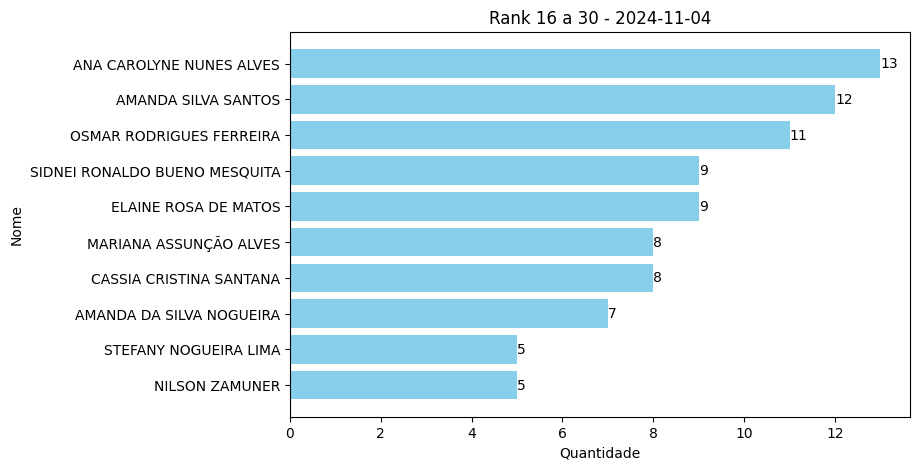 Rank 16 a 30 - 2024-11-04
Nome
ANA CAROLYNE NUNES ALVES 13
AMANDA SILVA SANTOS 12
OSMAR RODRIGUES FERREIRA 11
SIDNEI RONALDO BUENO MESQUITA 9
ELAINE ROSA DE MATOS 9
MARIANA ASSUNÇÃO ALVES 8
CASSIA CRISTINA SANTANA 8
AMANDA DA SILVA NOGUEIRA 7
STEFANY NOGUEIRA LIMA 5
NILSON ZAMUNER 5
0 2 4 6 8 10 12
Quantidade